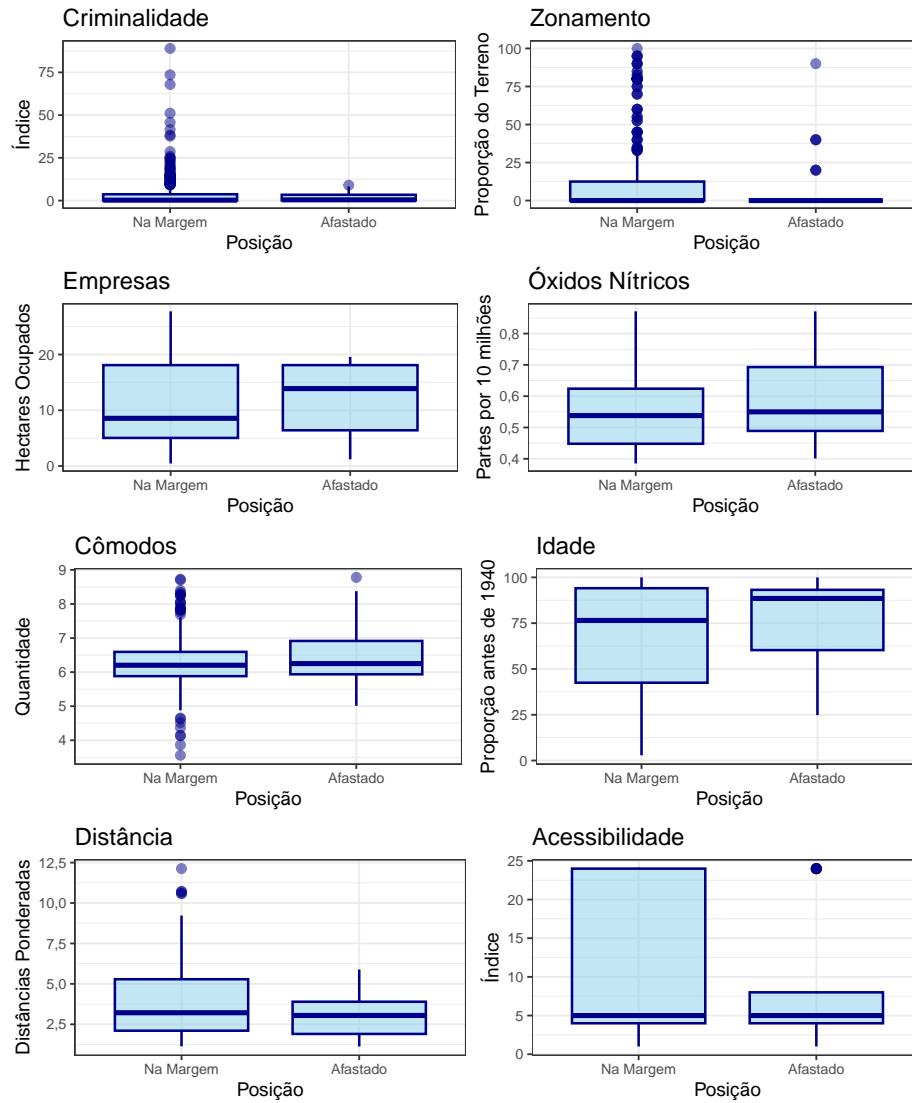 Criminalidade
Índice
75
50
25
0
Na Margem
Afastado
Posição
Zonamento
Proporção do Terreno
100
75
50
25
0
Na Margem
Afastado
Posição
Empresas
Hectares Ocupados
20
10
0
Na Margem
Afastado
Posição
Óxidos Nítricos
Partes por 10 milhões
0,8
0,7
0,6
0,5
0,4
Na Margem
Afastado
Posição
Cômodos
Quantidade
9
8
7
6
5
4
Na Margem
Afastado
Posição
Idade
Proporção antes de 1940
100
75
50
25
0
Na Margem
Afastado
Posição
Distância
Distâncias Ponderadas
12,5
10,0
7,5
5,0
2,5
Na Margem
Afastado
Posição
Acessibilidade
Índice
25
20
15
10
5
0
Na Margem
Afastado
Posição